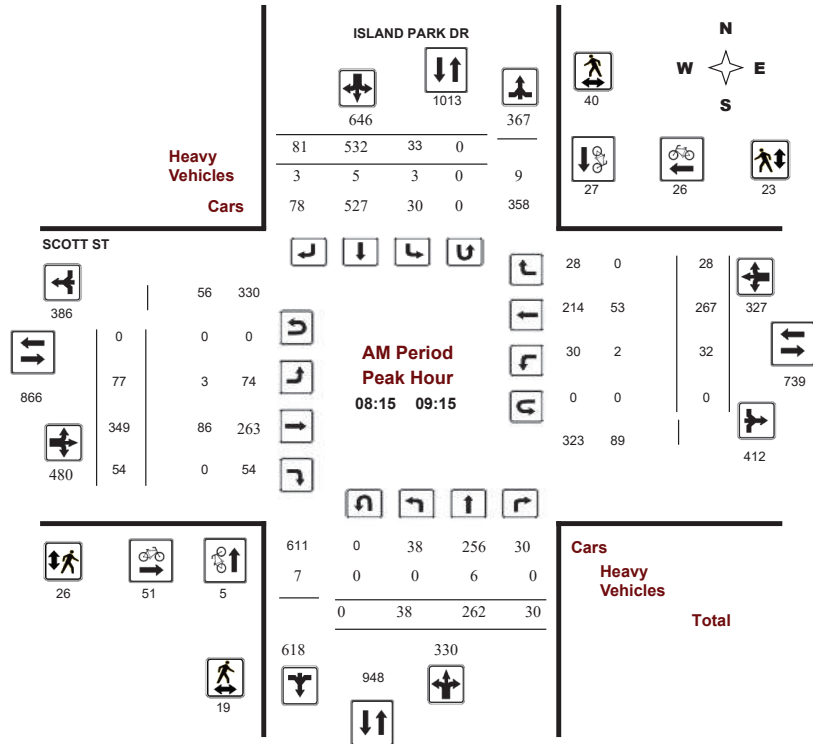 ISLAND PARK DR
N
W E
S
1013
40
646 367
81 532 33 0
Heavy
Vehicles
3 5 3 0 9
Cars
78 527 30 0 358
27 26 23
SCOTT ST
386
56 330
28 0 28
327
0 0 0
214 53 267
866
AM Period
Peak Hour
08:15 09:15
77 3 74
30 2 32
739
349 86 263
0 0 0
480
54 0 54
323 89
412
611 0 38 256 30
Cars
7 0 0 6 0
Heavy
Vehicles
26 51 5
0 38 262 30
Total
618 330
948
19